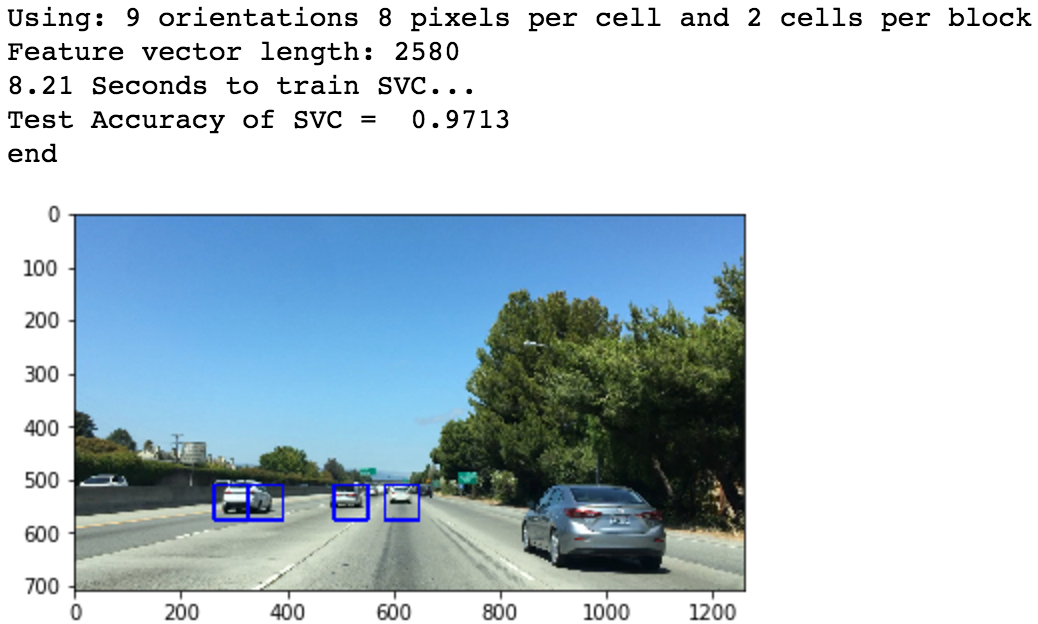 Using: 9 orientations 8 pixels per cell and 2 cells per block
Feature vector length: 2580
8.21 Seconds to train SVC...
Test Accuracy of SVC =  0.9713
end
0
100
200
300
400
500
600
700
0 200 400 600 800 1000 1200